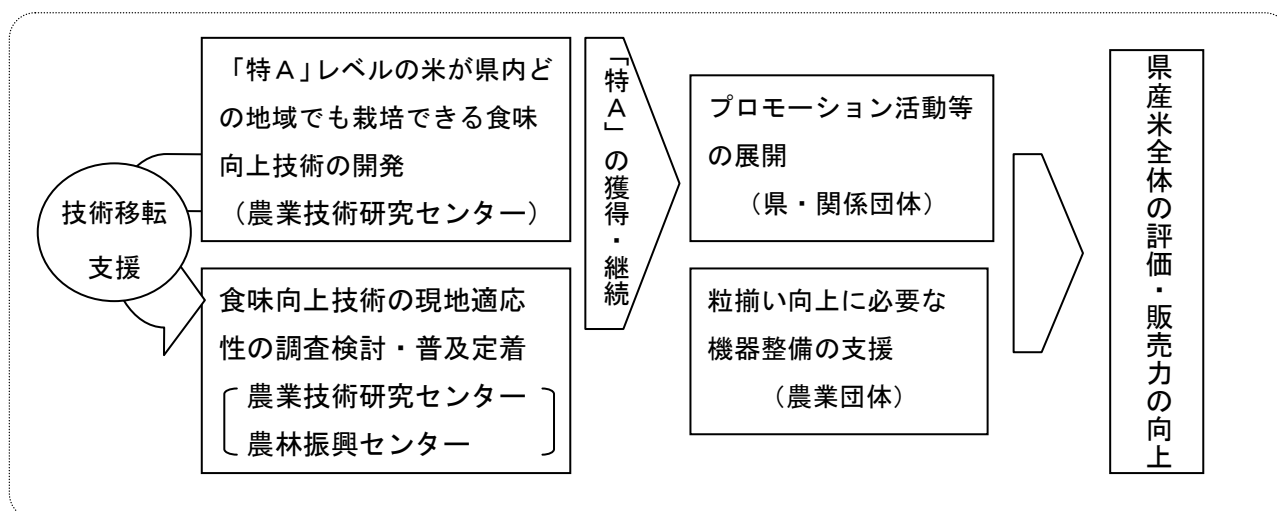 「特Ａ」レベルの米が県内ど
の地域でも栽培できる食味
向上技術の開発
（農業技術研究センター）
技術移転
支援
食味向上技術の現地適応
性の調査検討・普及定着
農業技術研究センター
農林振興センター
「特Ａ」の獲得・継続
プロモーション活動等
の展開
（県・関係団体）
粒揃い向上に必要な
機器整備の支援
（農業団体）
県産米全体の評価・販売力の向上